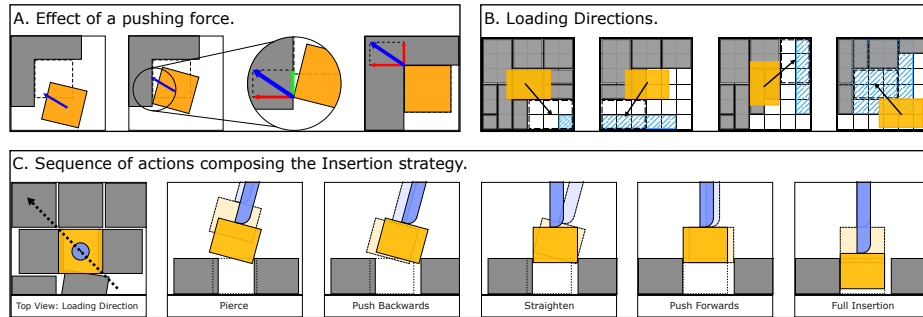 A. Effect of a pushing force.
B. Loading Directions.
C. Sequence of actions composing the Insertion strategy.
Top View: Loading Direction
Pierce
Push Backwards
Straighten
Push Forwards
Full Insertion